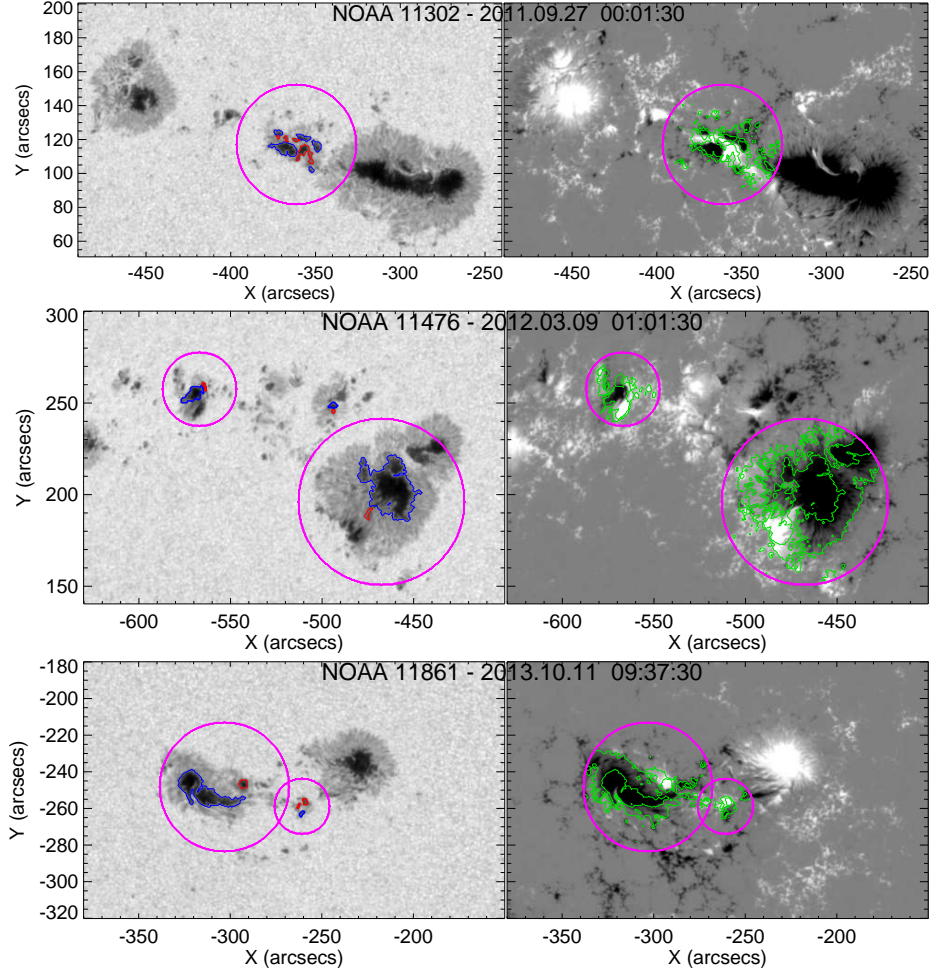 NOAA 11302 - 2011.09.27 00:01:30
200
180
160
140
120
100
80
60
Y (arcsecs)
-450 -400 -350 -300 -250
X (arcsecs)
-450 -400 -350 -300 -250
X (arcsecs)
NOAA 11476 - 2012.03.09 01:01:30
300
250
200
150
Y (arcsecs)
-600 -550 -500 -450
X (arcsecs)
-600 -550 -500 -450
X (arcsecs)
NOAA 11861 - 2013.10.11 09:37:30
-180
-200
-220
-240
-260
-280
-300
-320
Y (arcsecs)
-350 -300 -250 -200
X (arcsecs)
-350 -300 -250 -200
X (arcsecs)